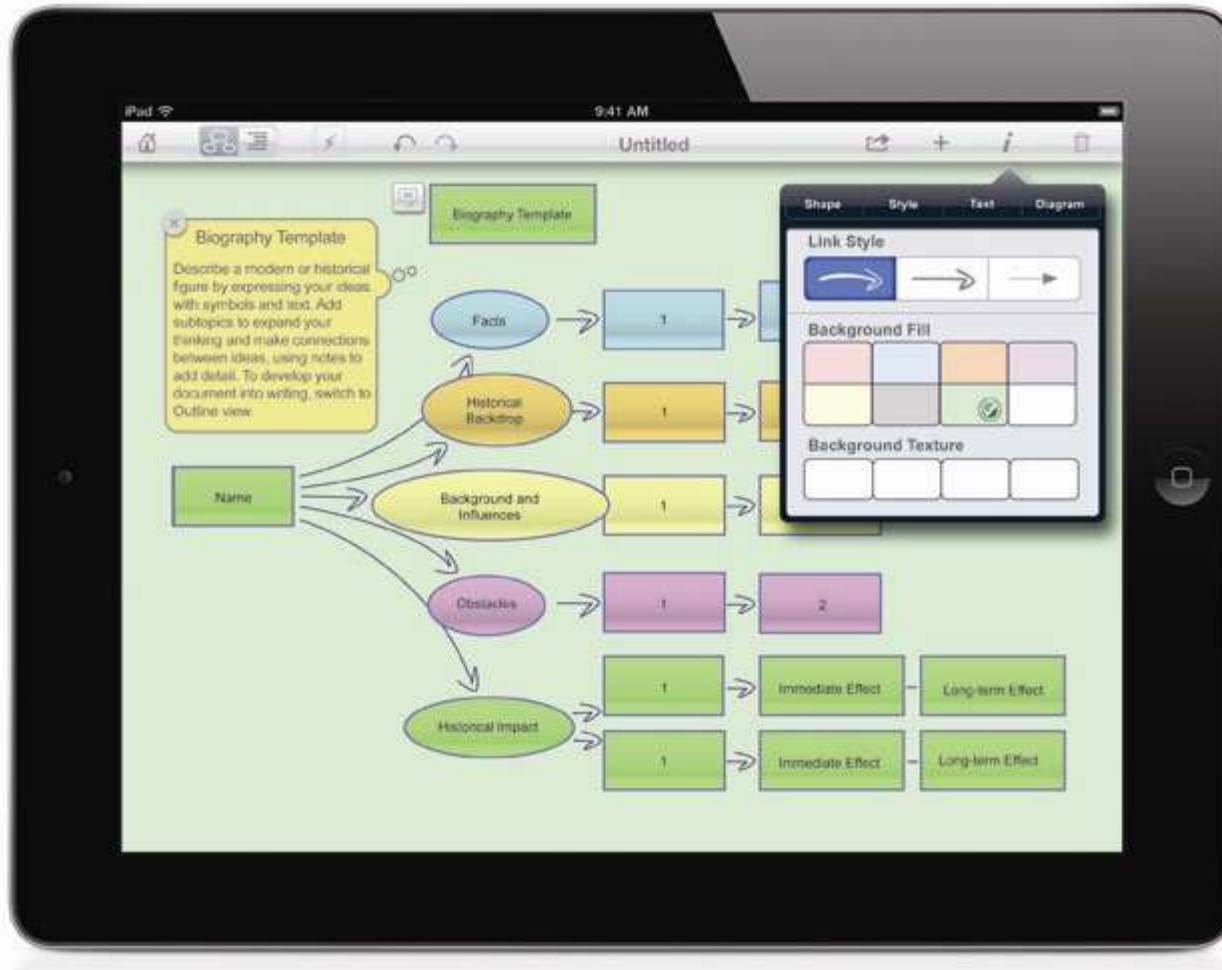 iPad
9:41 AM
Untitled
Biography Template
Shape Style Text Diagram
Link Style
Background Fill
Background Texture
Biography Template
Describe a modern or historical
figure by expressing your ideas
with symbols and text. Add
subtopics to expand your
thinking and make connections
between ideas, using notes to
add detail. To develop your
document into writing, switch to
Outline view.
Facts
1
Historical
Backdrop
1
Name
Background and
Influences
1
Obstacles
1
2
Historical Impact
1
Immediate Effect
Long-term Effect
1
Immediate Effect
Long-term Effect